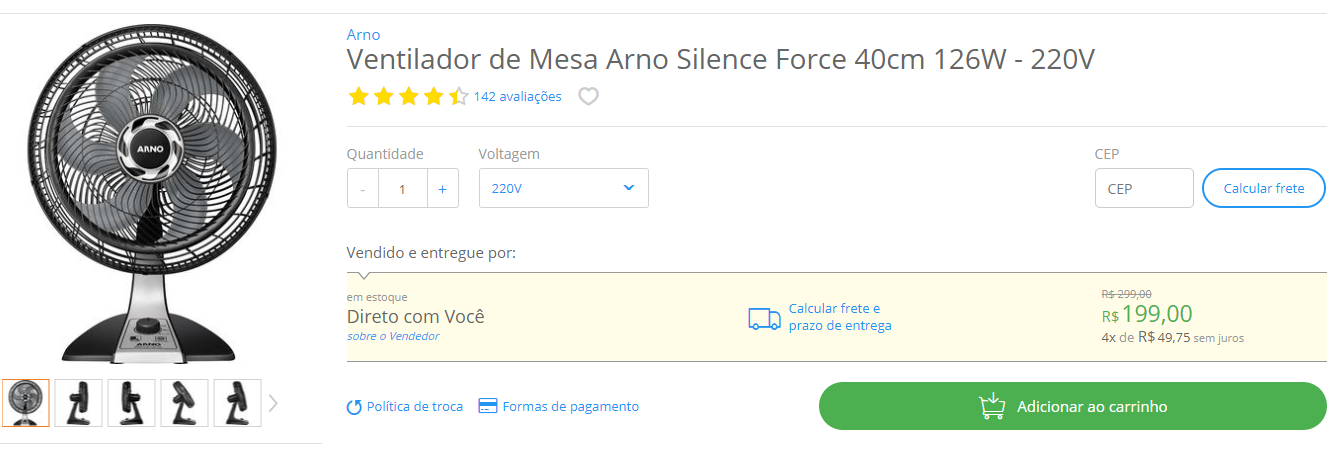 Arno
Ventilador de Mesa Arno Silence Force 40cm 126W - 220V
142 avaliações
Quantidade
Voltagem
CEP
- 1 +
220V
CEP
Calcular frete
Vendido e entregue por:
em estoque
Direto com Você
sobre o Vendedor
Calcular frete e
prazo de entrega
R$ 299,00
R$ 199,00
4x de R$ 49,75 sem juros
Política de troca
Formas de pagamento
Adicionar ao carrinho
ARNO
ARNO